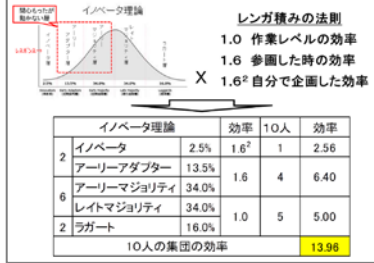 イノベータ理論
関心もったが
動かない層
レンガ積みの法則
1.0 作業レベルの効率
1.6 参画した時の効率
1.6² 自分で企画した効率
X
イノベータ理論 効率 10人 効率
2 イノベータ 2.5% 1.6² 1 2.56
アーリーアダプター 13.5% 1.6 4 6.40
6 アーリーマジョリティ 34.0%
レイトマジョリティ 34.0% 1.0 5 5.00
2 ラガート 16.0%
10人の集団の効率 13.96